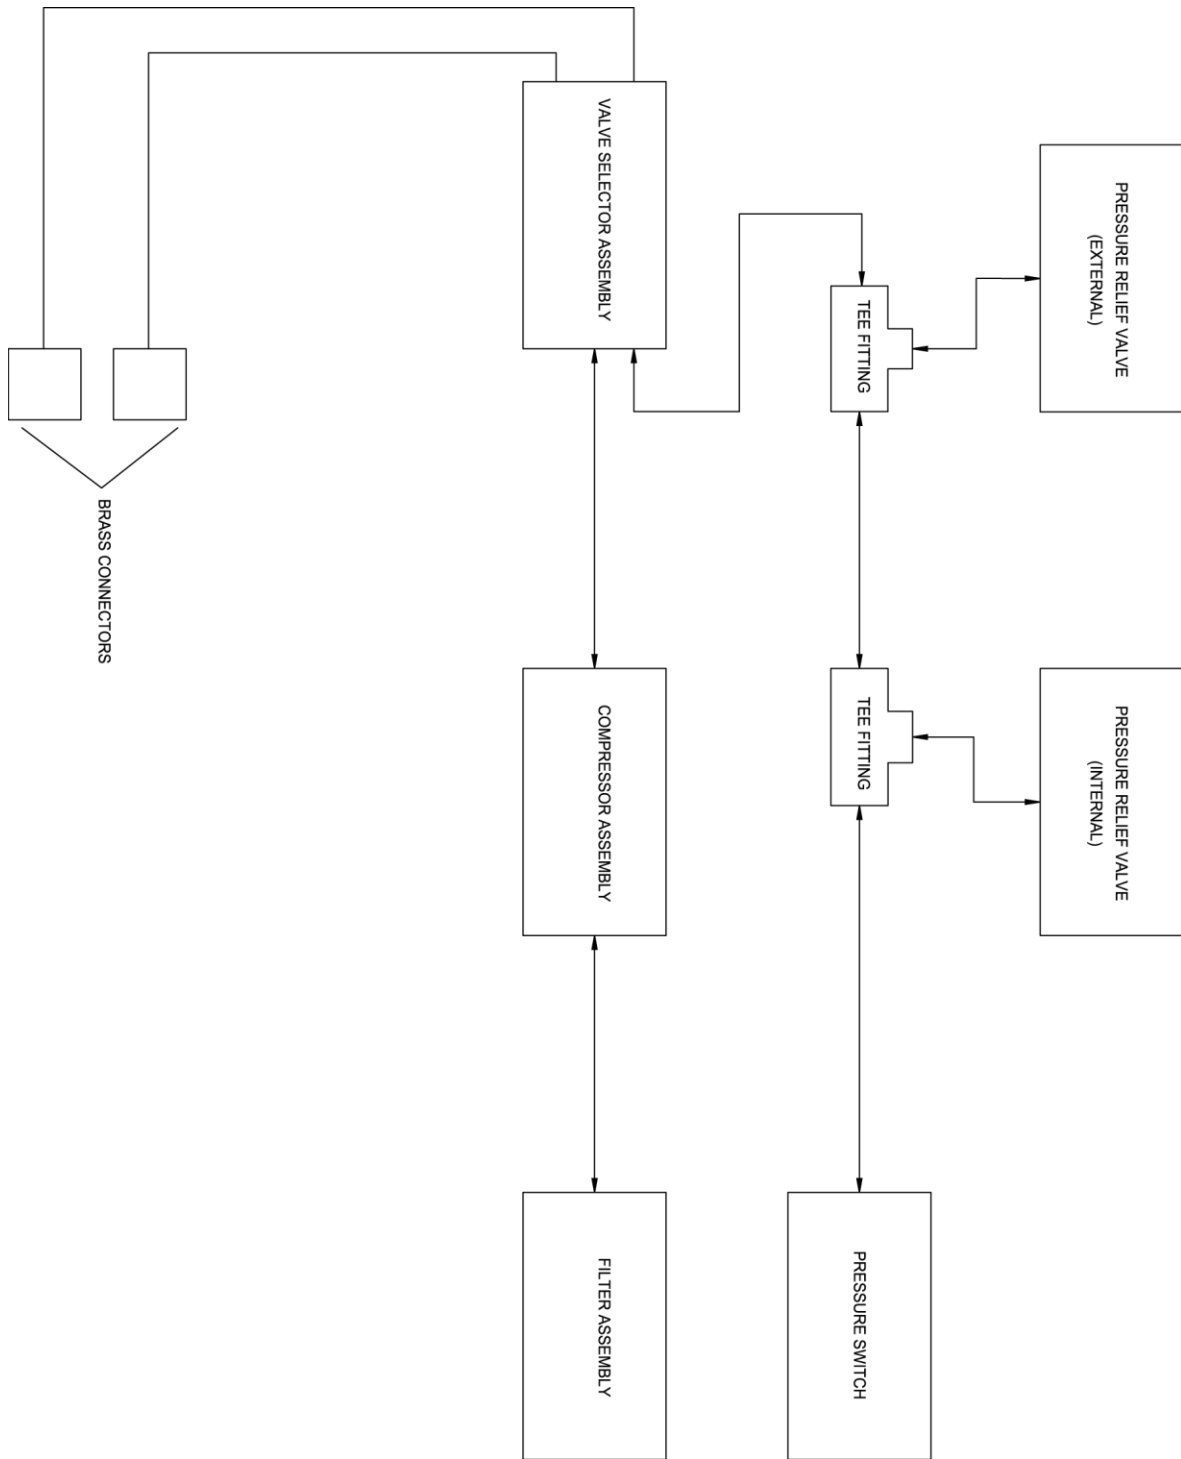 PRESSURE RELIEF VALVE
(EXTERNAL)
PRESSURE RELIEF VALVE
(INTERNAL)
TEE FITTING
TEE FITTING
PRESSURE SWITCH
VALVE SELECTOR ASSEMBLY
COMPRESSOR ASSEMBLY
FILTER ASSEMBLY
BRASS CONNECTORS